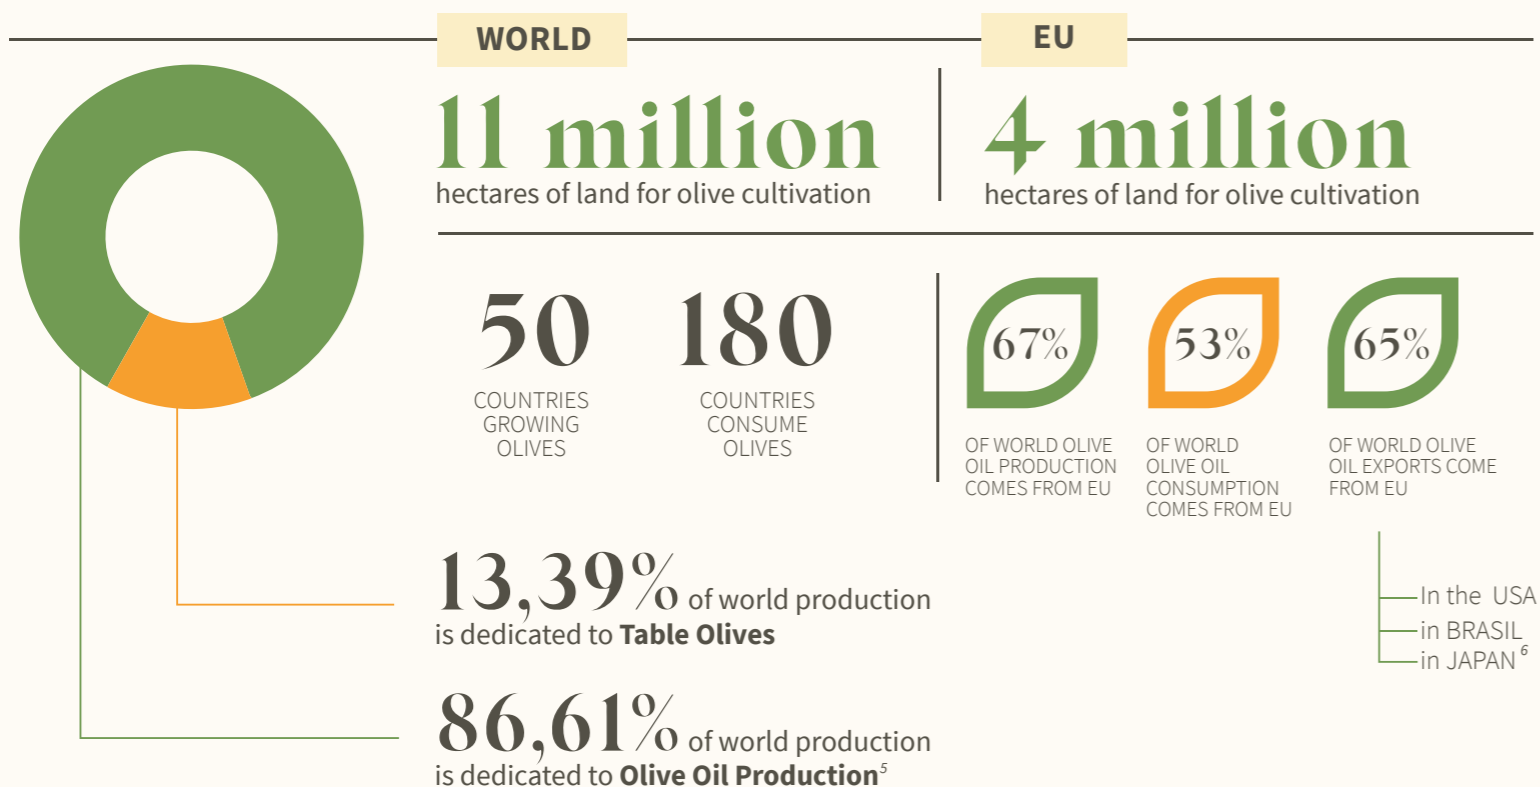 WORLD
11 million
hectares of land for olive cultivation
EU
4 million
hectares of land for olive cultivation
50
COUNTRIES
GROWING
OLIVES
180
COUNTRIES
CONSUME
OLIVES
67%
OF WORLD OLIVE
OIL PRODUCTION
COMES FROM EU
53%
OF WORLD
OLIVE OIL
CONSUMPTION
COMES FROM EU
65%
OF WORLD OLIVE
OIL EXPORTS COME
FROM EU
In the USA
in BRASIL
in JAPAN 6
13,39% of world production
is dedicated to Table Olives
86,61% of world production
is dedicated to Olive Oil Production5